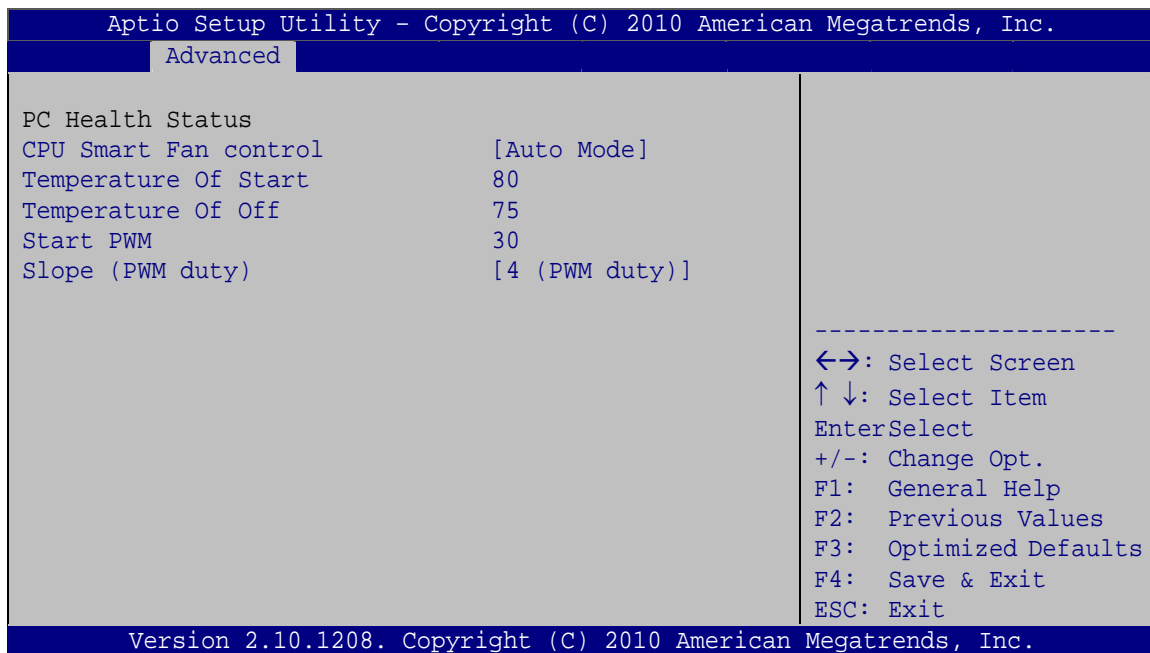 Aptio Setup Utility – Copyright (C) 2010 American Megatrends, Inc.
Advanced
PC Health Status
CPU Smart Fan control [Auto Mode]
Temperature Of Start 80
Temperature Of Off 75
Start PWM 30
Slope (PWM duty) [4 (PWM duty)]
---------------------
←→: Select Screen
↑ ↓: Select Item
EnterSelect
+/-: Change Opt.
F1: General Help
F2: Previous Values
F3: Optimized Defaults
F4: Save & Exit
ESC: Exit
Version 2.10.1208. Copyright (C) 2010 American Megatrends, Inc.